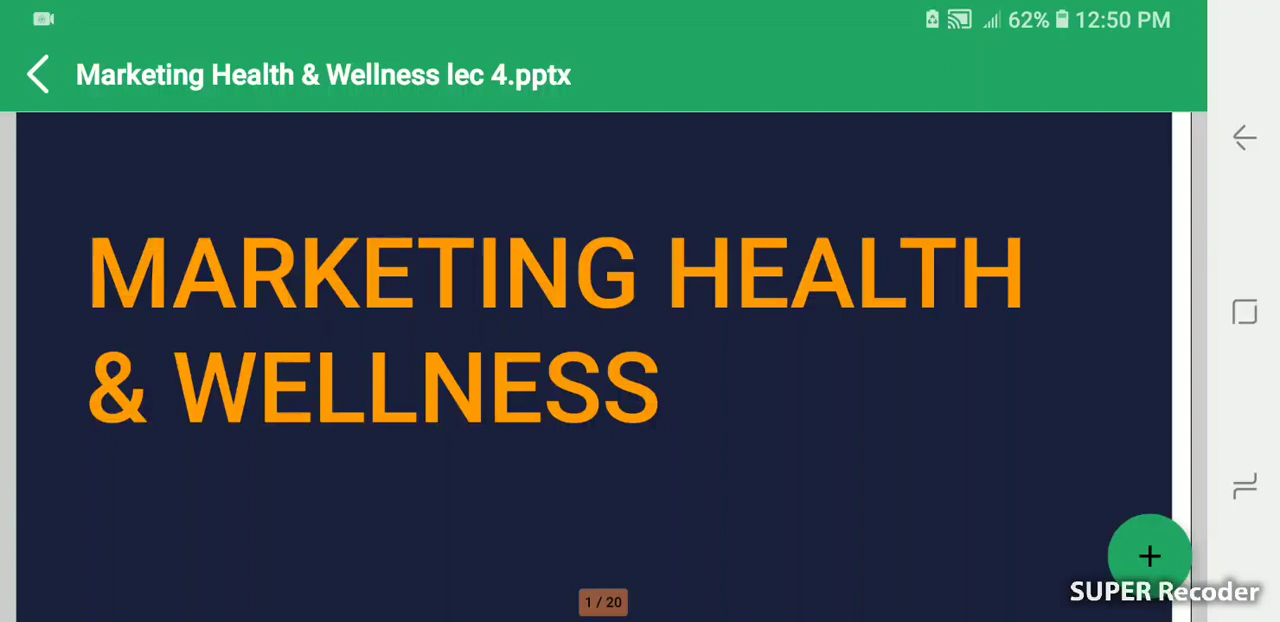 62% 12:50 PM
Marketing Health & Wellness lec 4.pptx
MARKETING HEALTH
& WELLNESS
1 / 20
SUPER Recoder